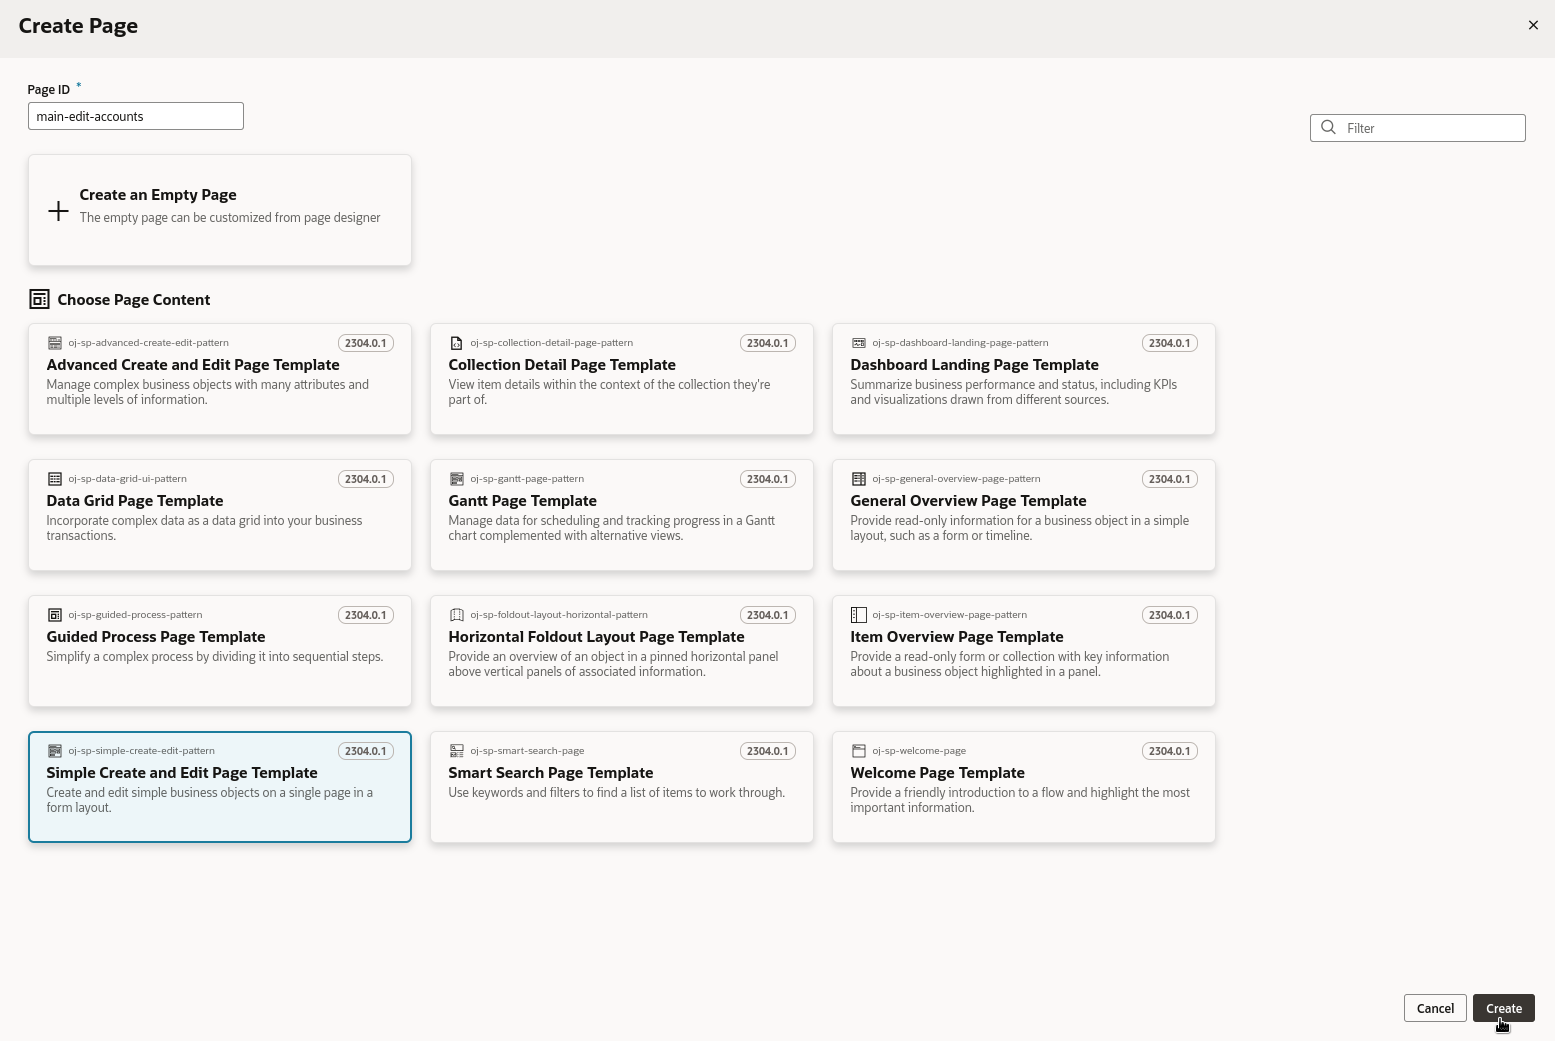 Create Page
×
Page ID *
main-edit-accounts
Filter
Create an Empty Page
The empty page can be customized from page designer
Choose Page Content
oj-sp-advanced-create-edit-pattern
2304.0.1
Advanced Create and Edit Page Template
Manage complex business objects with many attributes and
multiple levels of information.
oj-sp-collection-detail-page-pattern
2304.0.1
Collection Detail Page Template
View item details within the context of the collection they're
part of.
oj-sp-dashboard-landing-page-pattern
2304.0.1
Dashboard Landing Page Template
Summarize business performance and status, including KPIs
and visualizations drawn from different sources.
oj-sp-data-grid-ui-pattern
2304.0.1
Data Grid Page Template
Incorporate complex data as a data grid into your business
transactions.
oj-sp-gantt-page-pattern
2304.0.1
Gantt Page Template
Manage data for scheduling and tracking progress in a Gantt
chart complemented with alternative views.
oj-sp-general-overview-page-pattern
2304.0.1
General Overview Page Template
Provide read-only information for a business object in a simple
layout, such as a form or timeline.
oj-sp-guided-process-pattern
2304.0.1
Guided Process Page Template
Simplify a complex process by dividing it into sequential steps.
oj-sp-foldout-layout-horizontal-pattern
2304.0.1
Horizontal Foldout Layout Page Template
Provide an overview of an object in a pinned horizontal panel
above vertical panels of associated information.
oj-sp-item-overview-page-pattern
2304.0.1
Item Overview Page Template
Provide a read-only form or collection with key information
about a business object highlighted in a panel.
oj-sp-simple-create-edit-pattern
2304.0.1
Simple Create and Edit Page Template
Create and edit simple business objects on a single page in a
form layout.
oj-sp-smart-search-page
2304.0.1
Smart Search Page Template
Use keywords and filters to find a list of items to work through.
oj-sp-welcome-page
2304.0.1
Welcome Page Template
Provide a friendly introduction to a flow and highlight the most
important information.
Cancel
Create